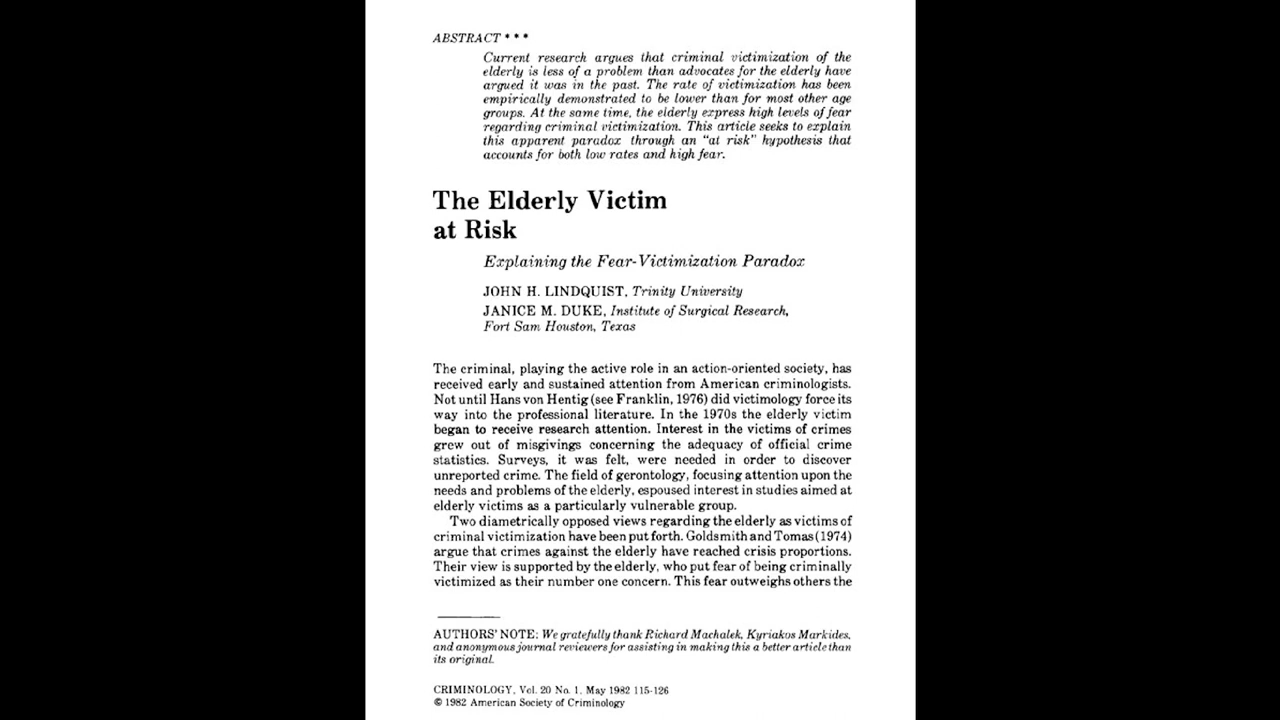 ABSTRACT * * *
Current research argues that criminal victimization of the
elderly is less of a problem than advocates for the elderly have
argued it was in the past. The rate of victimization has been
empirically demonstrated to be lower than for most other age
groups. At the same time, the elderly express high levels of fear
regarding criminal victimization. This article seeks to explain
this apparent paradox through an "at risk" hypothesis that
accounts for both low rates and high fear.
The Elderly Victim
at Risk
Explaining the Fear-Victimization Paradox
JOHN H. LINDQUIST, Trinity University
JANICE M. DUKE, Institute of Surgical Research,
Fort Sam Houston, Texas
The criminal, playing the active role in an action-oriented society, has
received early and sustained attention from American criminologists.
Not until Hans von Hentig (see Franklin, 1976) did victimology force its
way into the professional literature. In the 1970s the elderly victim
began to receive research attention. Interest in the victims of crimes
grew out of misgivings concerning the adequacy of official crime
statistics. Surveys, it was felt, were needed in order to discover
unreported crime. The field of gerontology, focusing attention upon the
needs and problems of the elderly, espoused interest in studies aimed at
elderly victims as a particularly vulnerable group.
Two diametrically opposed views regarding the elderly as victims of
criminal victimization have been put forth. Goldsmith and Tomas (1974)
argue that crimes against the elderly have reached crisis proportions.
Their view is supported by the elderly, who put fear of being criminally
victimized as their number one concern. This fear outweighs others the
AUTHORS' NOTE: We gratefully thank Richard Machalek, Kyriakos Markides,
and anonymous journal reviewers for assisting in making this a better article than
its original.
CRIMINOLOGY, Vol. 20 No. 1, May 1982 115-126
© 1982 American Society of Criminology